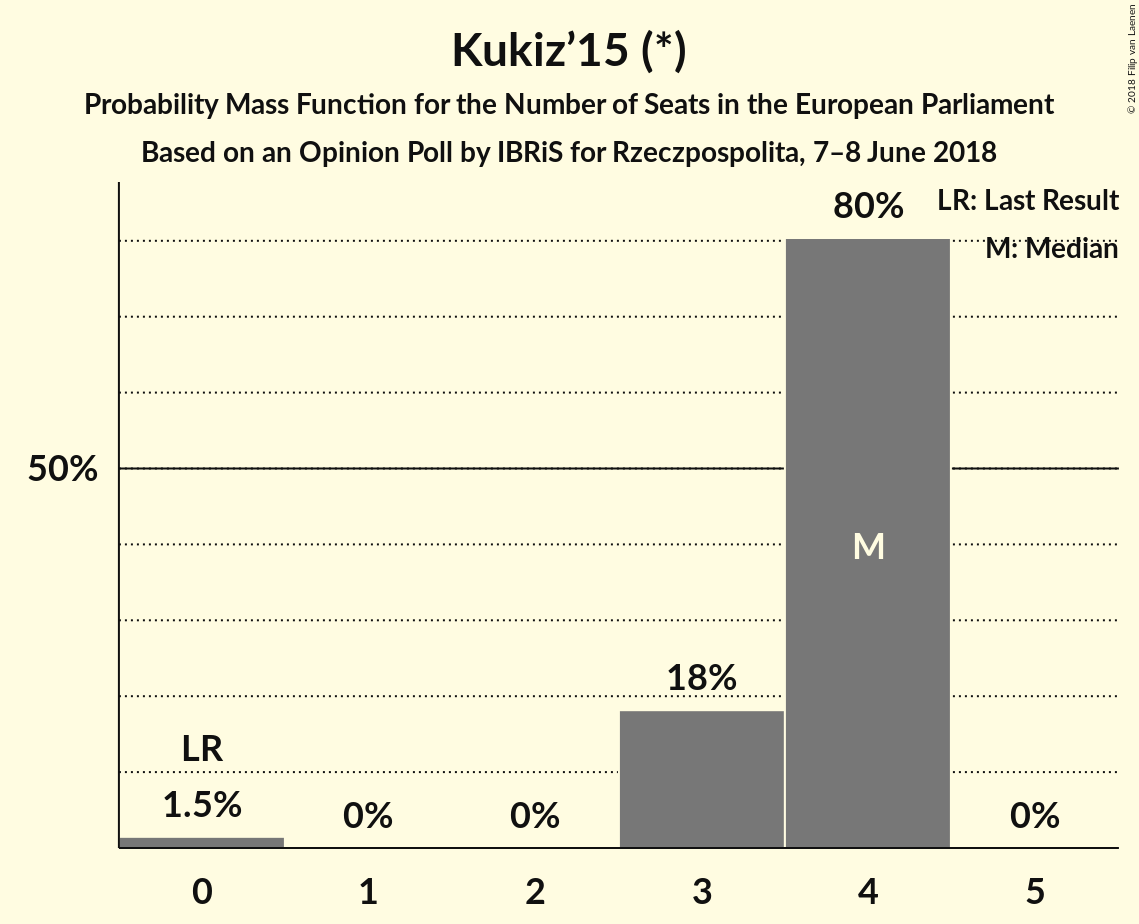 Kukiz’15 (*)
Probability Mass Function for the Number of Seats in the European Parliament
Based on an Opinion Poll by IBRiS for Rzeczpospolita, 7–8 June 2018
© 2018 Filip van Laenen
LR: Last Result
M: Median
80%
50%
M
18%
LR
1.5%
0%
0%
0%
0
1
2
3
4
5